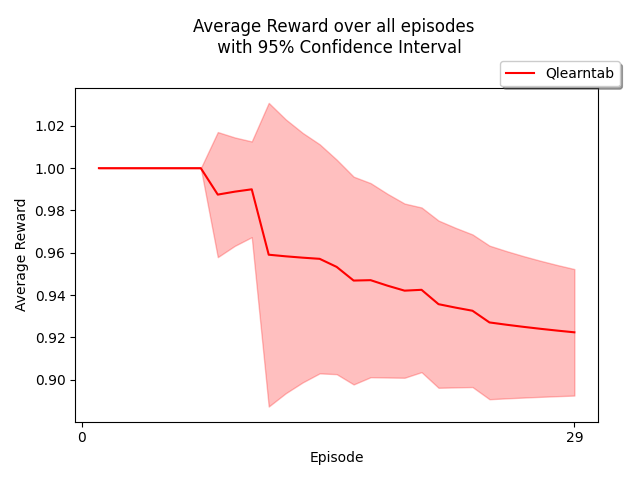 Average Reward over all episodes
with 95% Confidence Interval
Qlearntab
1.02
1.00
0.98
0.96
0.94
0.92
0.90
Average Reward
0
29
Episode